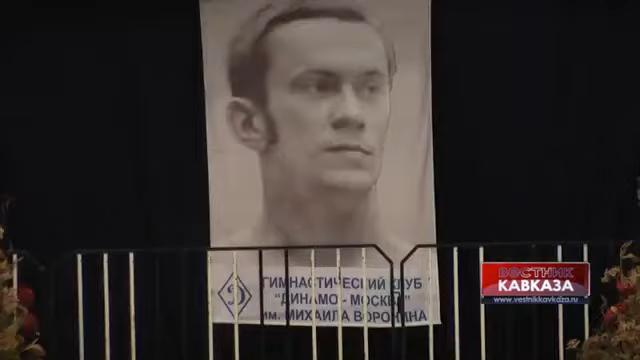 ВЕСТНИК
КАВКАЗА
www.vestnikkavkaza.ru
ГИМНАСТИЧЕСКИЙ КЛУБ
"ДИНАМО - МОСКВА"
им. МИХАИЛА ВОРОНИНА